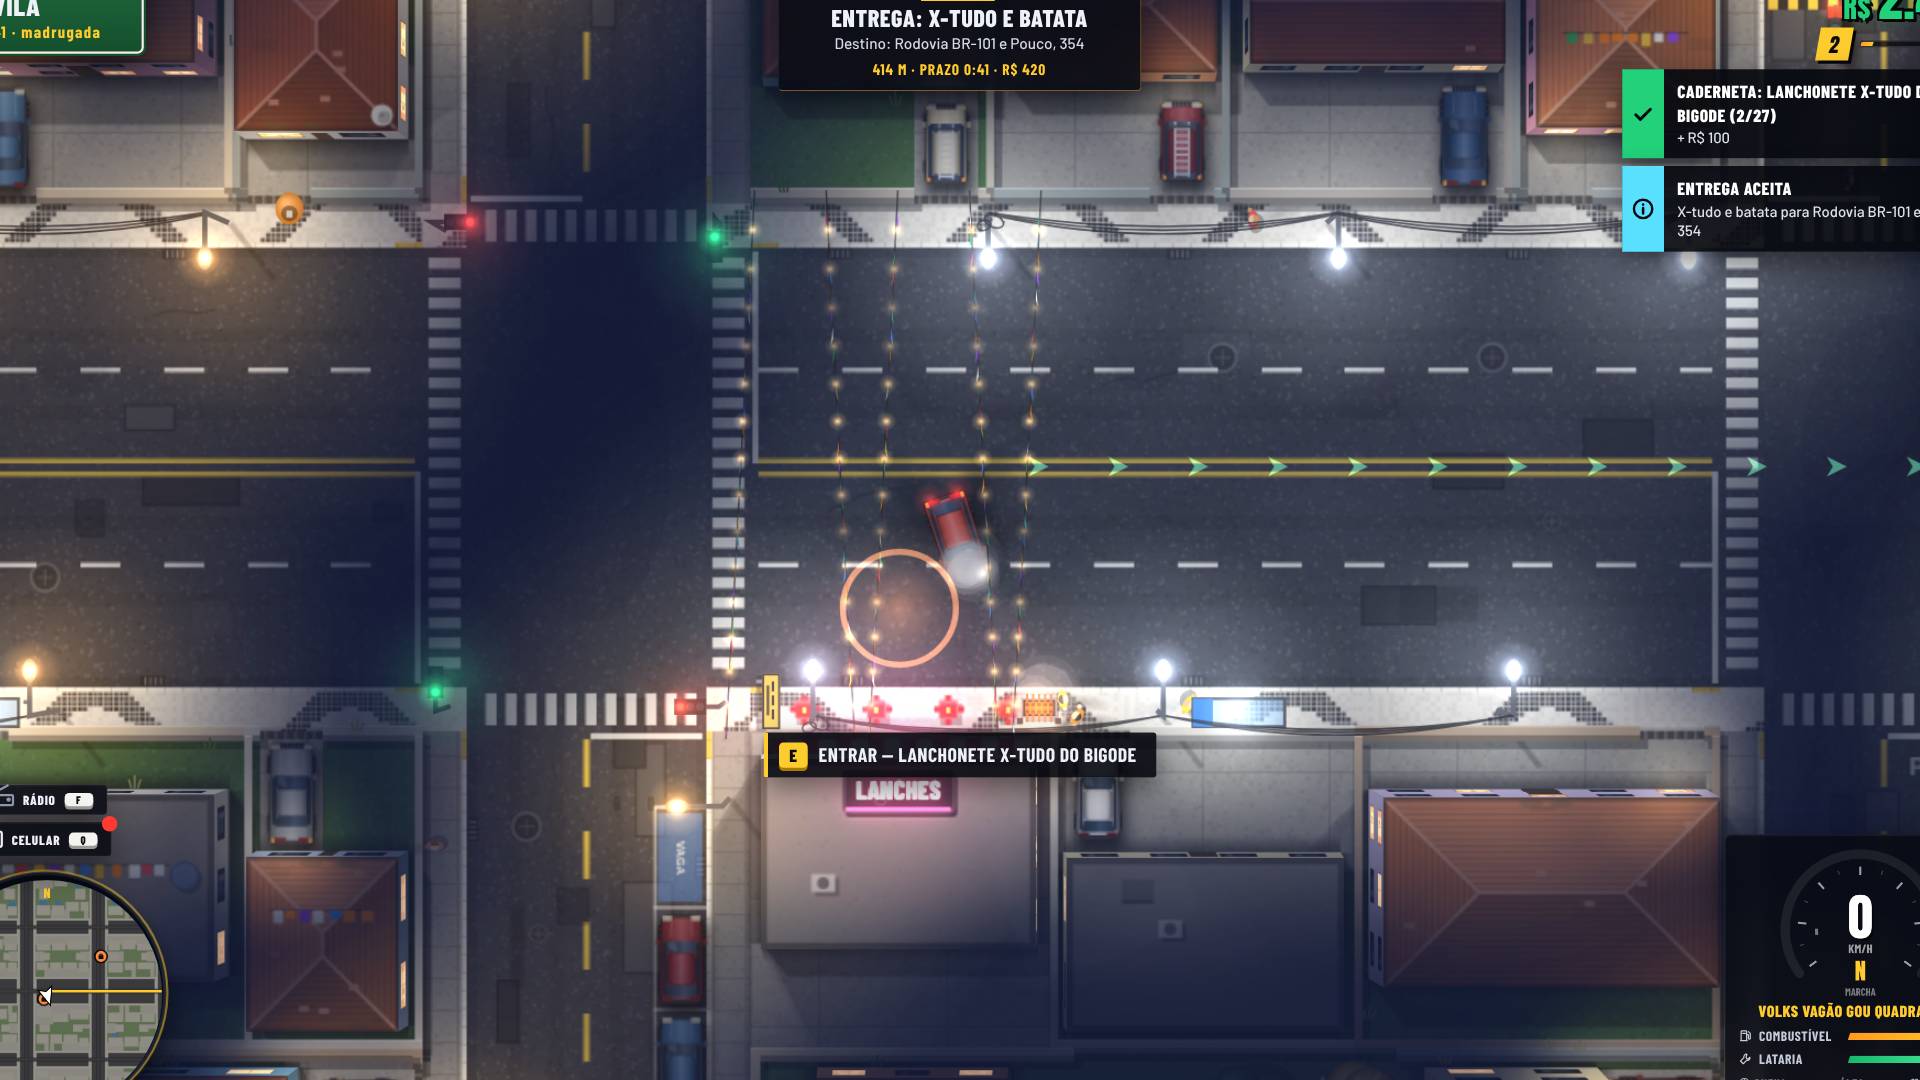 VILA
1 · madrugada
ENTREGA: X-TUDO E BATATA
Destino: Rodovia BR-101 e Pouco, 354
414 M · PRAZO 0:41 · R$ 420
R$ 2.
2
CADERNETA: LANCHONETE X-TUDO D
BIGODE (2/27)
+ R$ 100
ENTREGA ACEITA
X-tudo e batata para Rodovia BR-101 e
354
E ENTRAR — LANCHONETE X-TUDO DO BIGODE
LANCHES
VAGA
RÁDIO F
CELULAR Q
N
0
KM/H
N
MARCHA
VOLKS VAGÃO GOU QUADRA
COMBUSTÍVEL
LATARIA